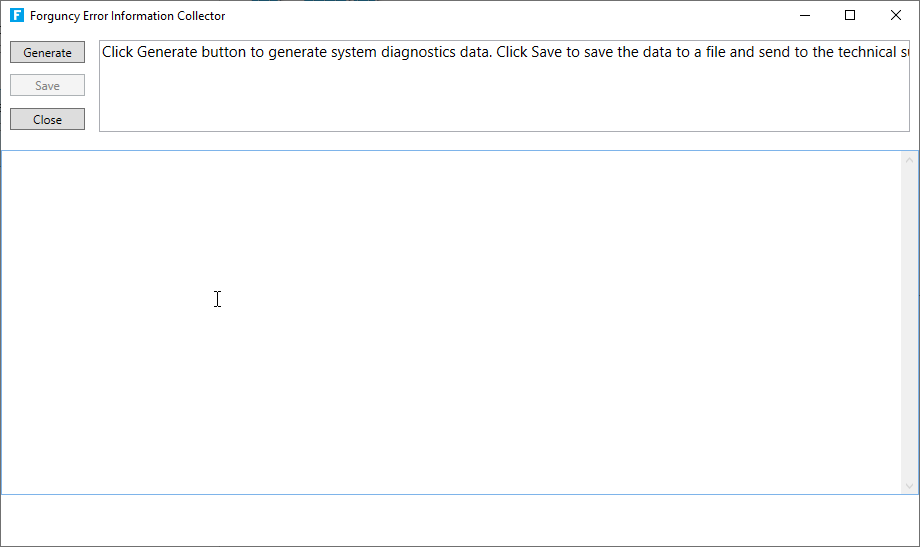 Forguncy Error Information Collector
Generate
Click Generate button to generate system diagnostics data. Click Save to save the data to a file and send to the technical
Save
Close